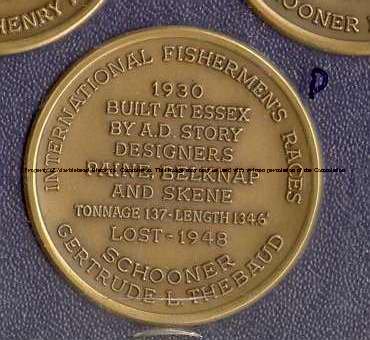 HENRY
OONER
P
INTERNATIONAL FISHERMEN'S RACES
1930
BUILT AT ESSEX
BY A.D. STORY
DESIGNERS
PAINE, BELKNAP
AND SKENE
TONNAGE 137-LENGTH 134.6
LOST-1948
SCHOONER
GERTRUDE L. THEBAUD